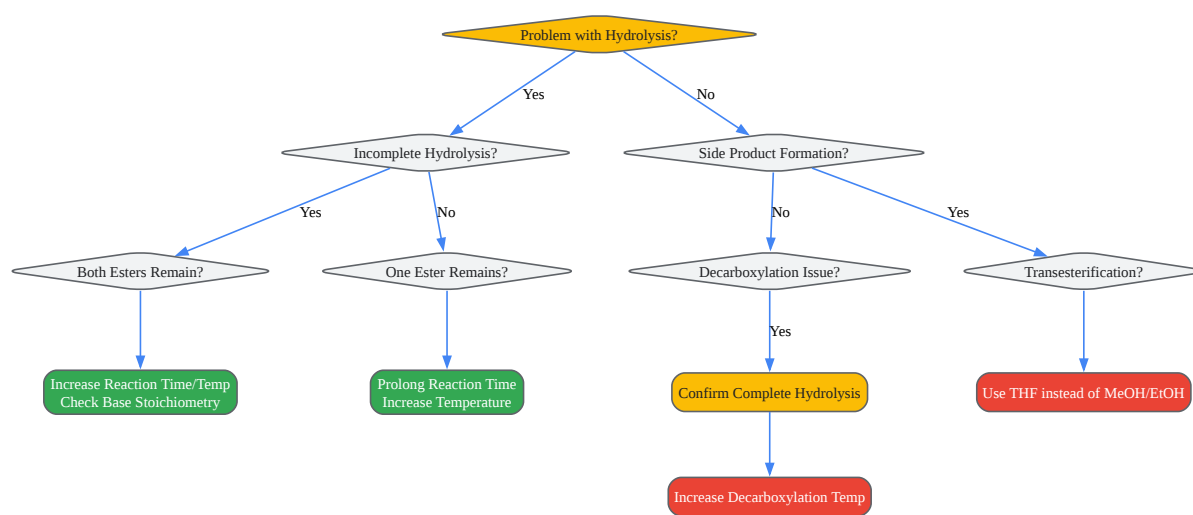 Problem with Hydrolysis?
Yes
No
Incomplete Hydrolysis?
Side Product Formation?
Yes
No
No
Yes
Both Esters Remain?
One Ester Remains?
Decarboxylation Issue?
Transesterification?
Yes
Increase Reaction Time/Temp
Check Base Stoichiometry
Prolong Reaction Time
Increase Temperature
Confirm Complete Hydrolysis
Use THF instead of MeOH/EtOH
Increase Decarboxylation Temp